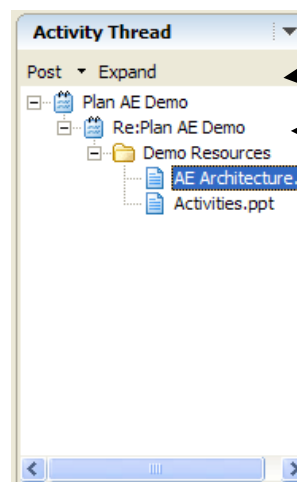 Activity Thread
Post Expand
Plan AE Demo
Re:Plan AE Demo
Demo Resources
AE Architecture.
Activities.ppt